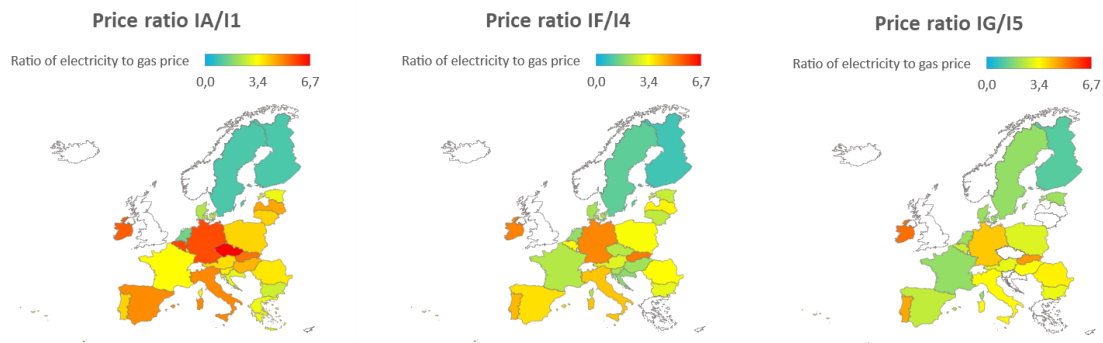 Price ratio IA/I1
Ratio of electricity to gas price
0,0 3,4 6,7
Price ratio IF/I4
Ratio of electricity to gas price
0,0 3,4 6,7
Price ratio IG/I5
Ratio of electricity to gas price
0,0 3,4 6,7